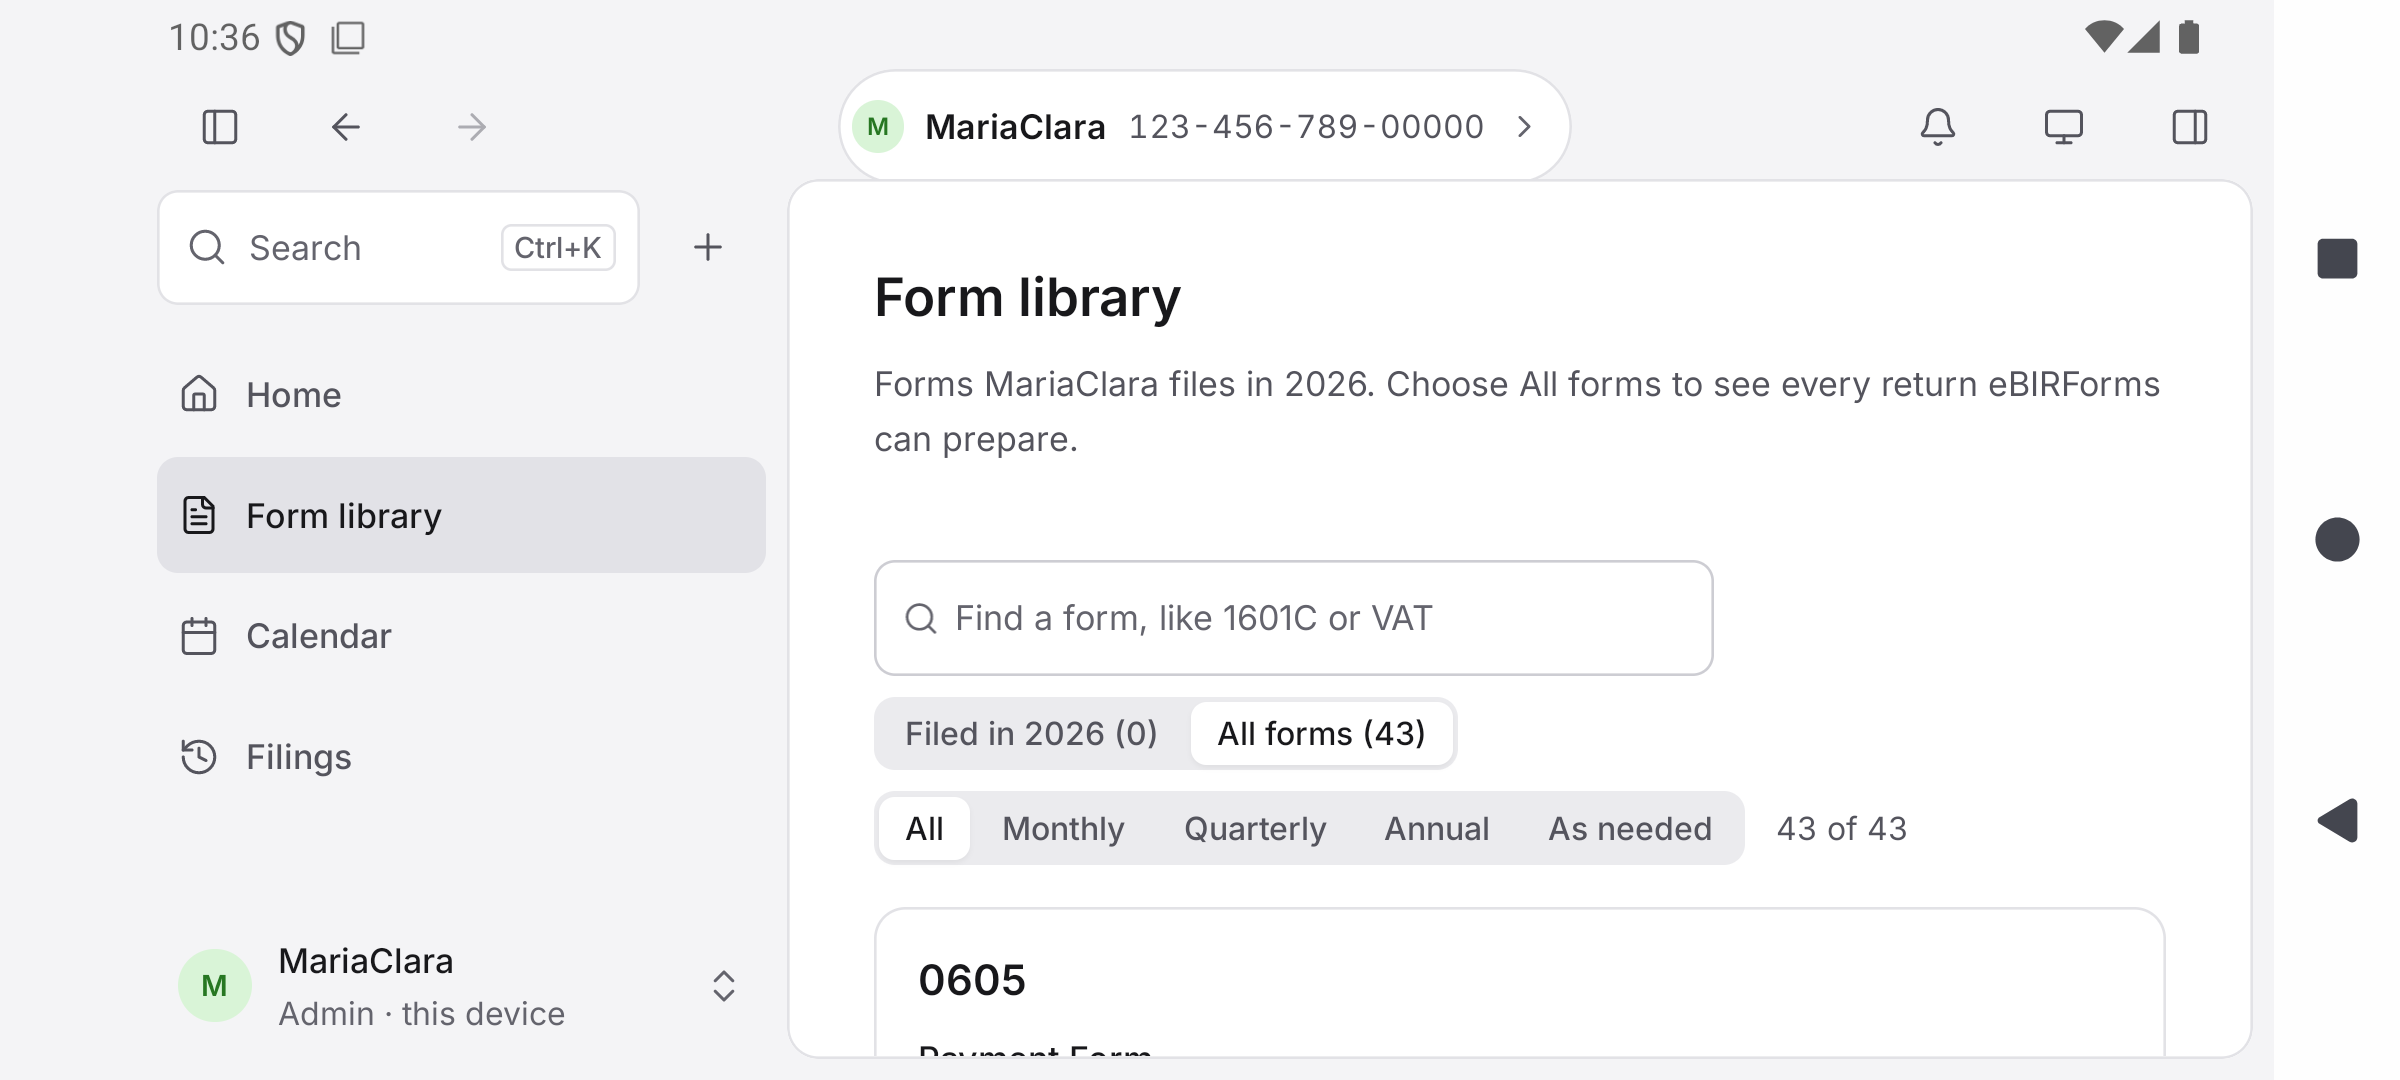 10:36
M MariaClara 123-456-789-00000
Search Ctrl+K
Home
Form library
Calendar
Filings
M
MariaClara
Admin · this device
Form library
Forms MariaClara files in 2026. Choose All forms to see every return eBIRForms
can prepare.
Find a form, like 1601C or VAT
Filed in 2026 (0) All forms (43)
All Monthly Quarterly Annual As needed 43 of 43
0605
Payment Form